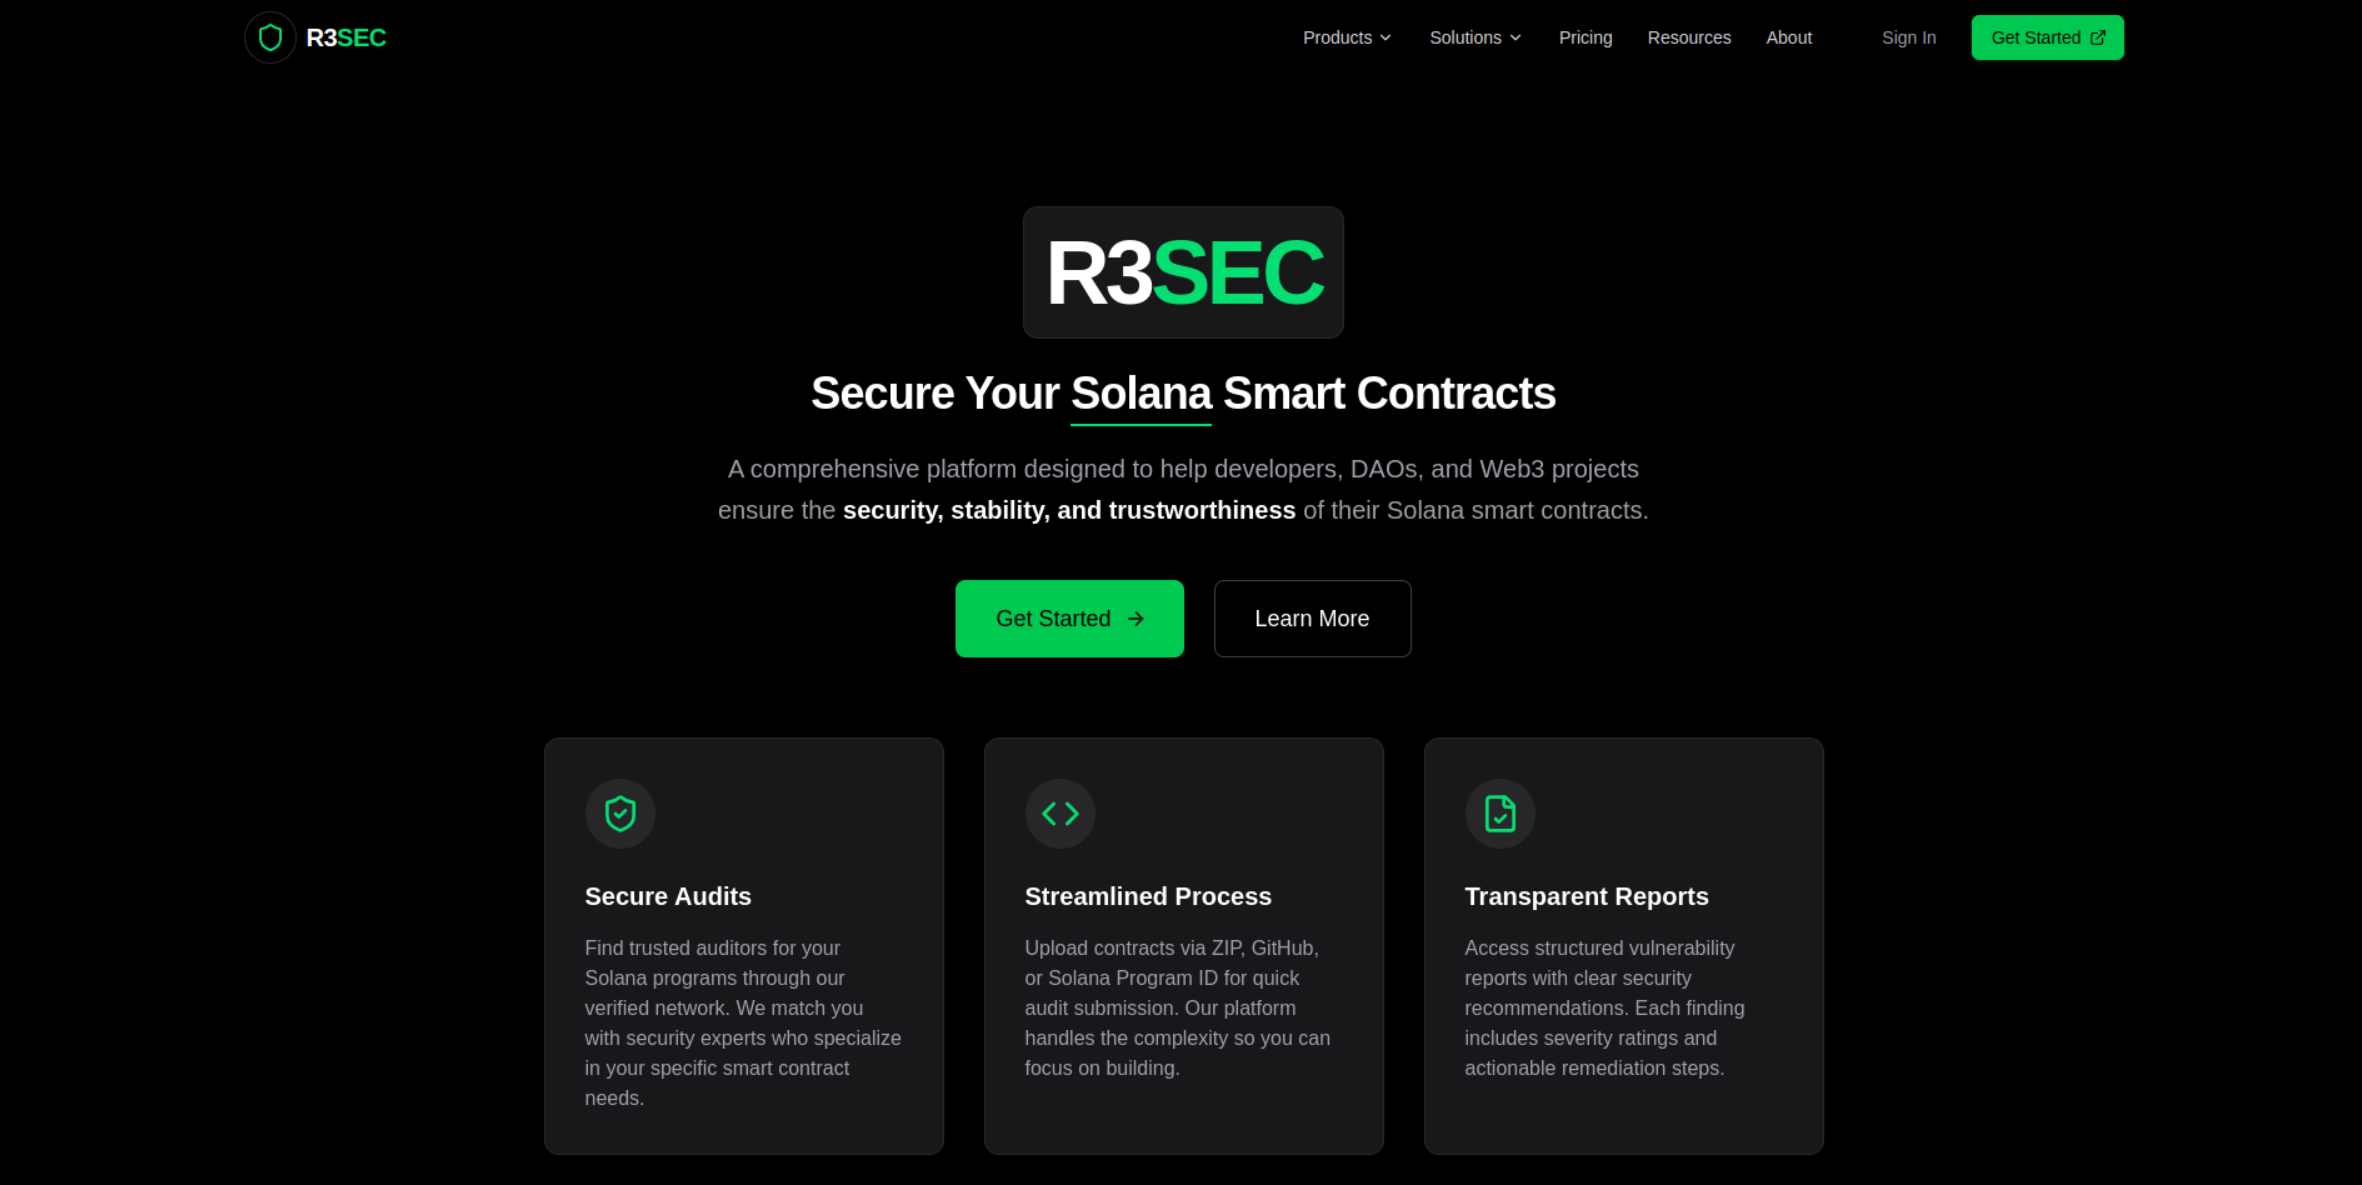 R3SEC
Products
Solutions
Pricing
Resources
About
Sign In
Get Started
R3SEC
Secure Your Solana Smart Contracts
A comprehensive platform designed to help developers, DAOs, and Web3 projects
ensure the security, stability, and trustworthiness of their Solana smart contracts.
Get Started
Learn More
Secure Audits
Find trusted auditors for your
Solana programs through our
verified network. We match you
with security experts who specialize
in your specific smart contract
needs.
Streamlined Process
Upload contracts via ZIP, GitHub,
or Solana Program ID for quick
audit submission. Our platform
handles the complexity so you can
focus on building.
Transparent Reports
Access structured vulnerability
reports with clear security
recommendations. Each finding
includes severity ratings and
actionable remediation steps.